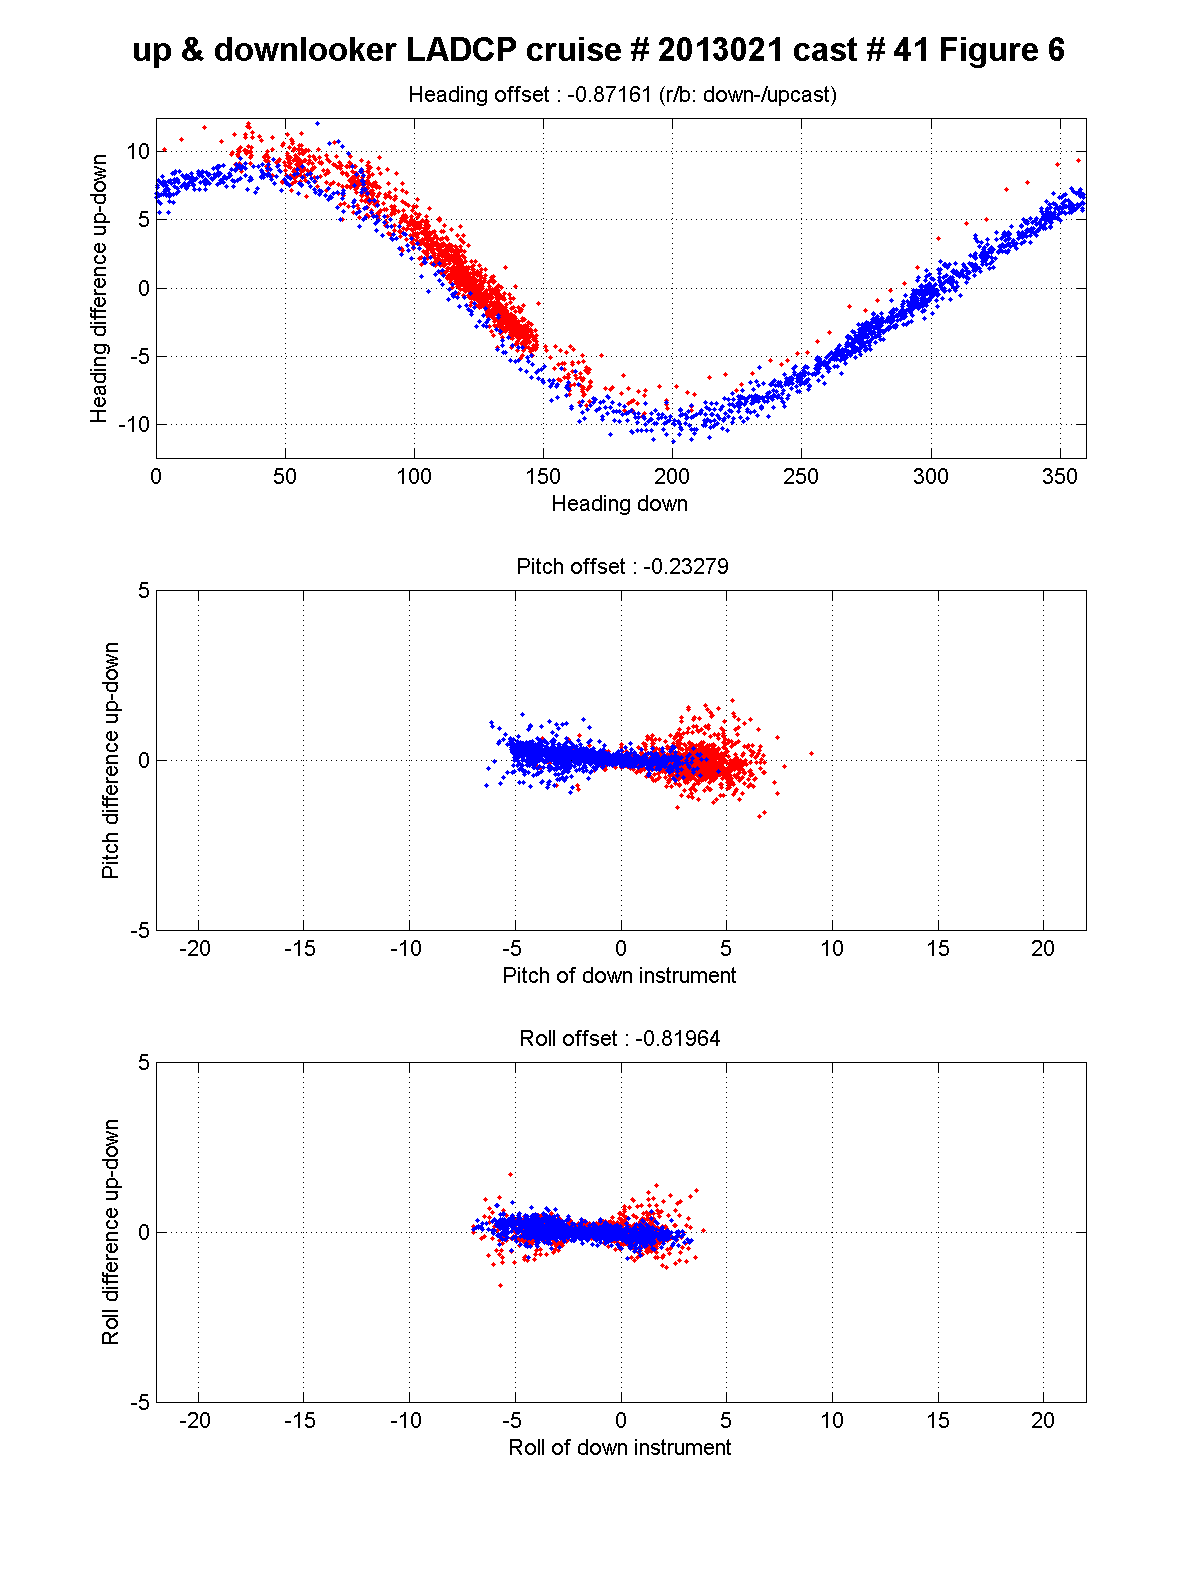 up & downlooker LADCP cruise # 2013021 cast # 41 Figure 6
Heading offset : -0.87161 (r/b: down-/upcast)
Heading difference up-down
10
5
0
-5
-10
0 50 100 150 200 250 300 350
Heading down
Pitch offset : -0.23279
Pitch difference up-down
5
0
-5
-20 -15 -10 -5 0 5 10 15 20
Pitch of down instrument
Roll offset : -0.81964
Roll difference up-down
5
0
-5
-20 -15 -10 -5 0 5 10 15 20
Roll of down instrument